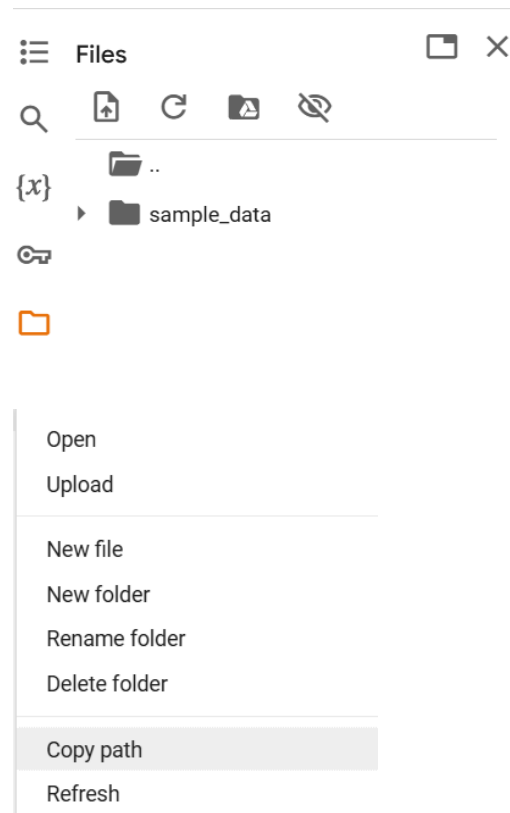 Files
{x}
..
sample_data
Open
Upload
New file
New folder
Rename folder
Delete folder
Copy path
Refresh